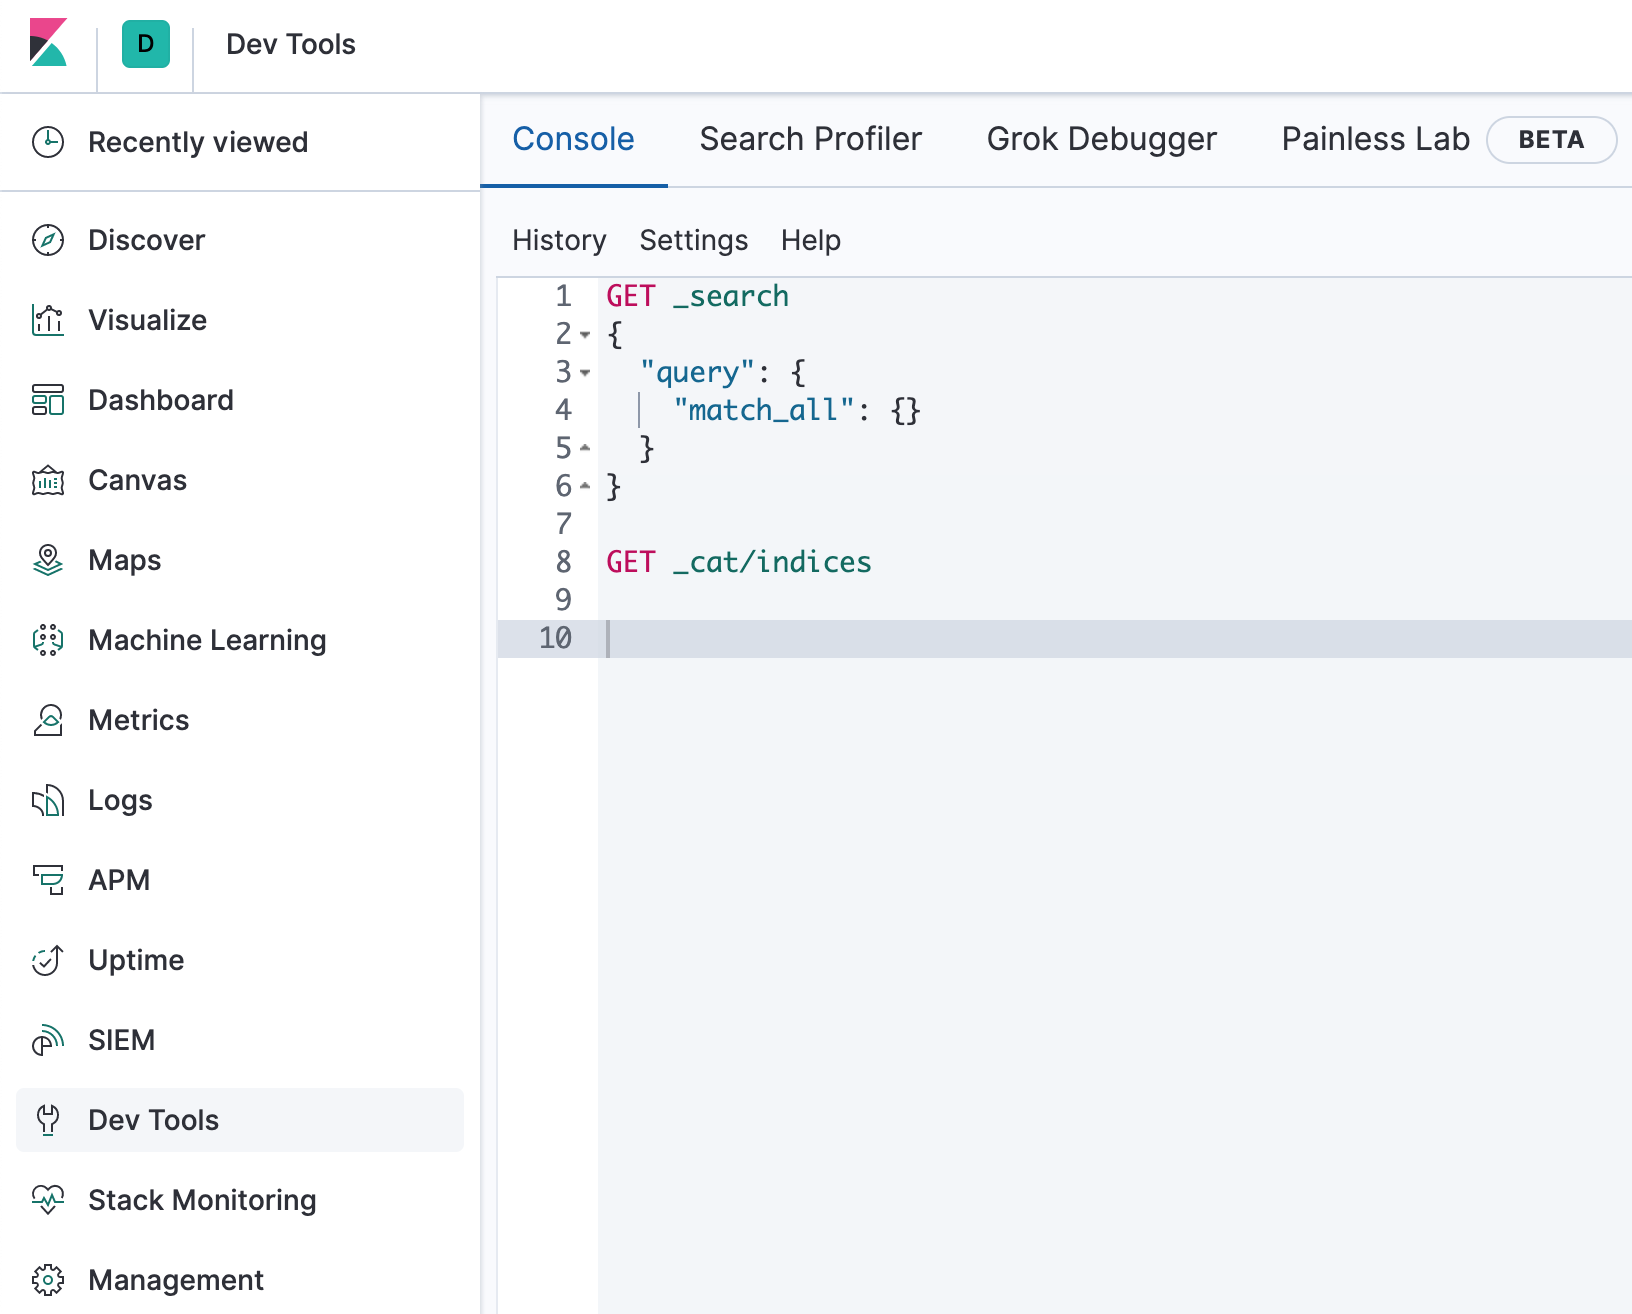 D
Dev Tools
Recently viewed
Discover
Visualize
Dashboard
Canvas
Maps
Machine Learning
Metrics
Logs
APM
Uptime
SIEM
Dev Tools
Stack Monitoring
Management
Console Search Profiler Grok Debugger Painless Lab BETA
History Settings Help
1 GET _search
2 {
3   "query": {
4     "match_all": {}
5   }
6 }
7
8 GET _cat/indices
9
10